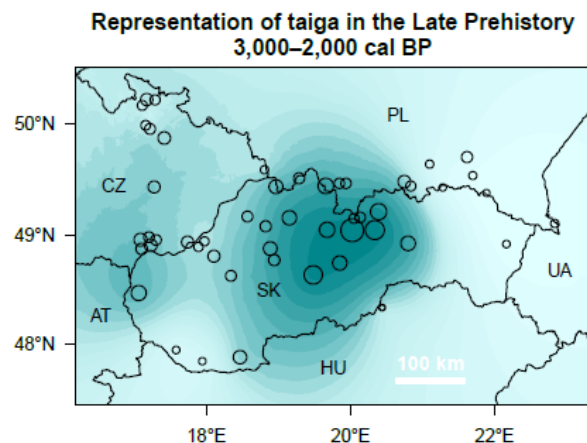 Representation of taiga in the Late Prehistory
3,000–2,000 cal BP
50°N
PL
CZ
49°N
UA
SK
AT
48°N
HU
100 km
18°E
20°E
22°E